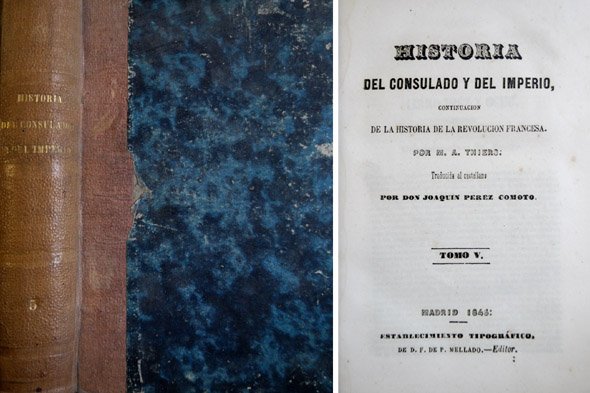 HISTORIA
DEL CONSULADO
Y DEL IMPERIO
5
HISTORIA
DEL CONSULADO Y DEL IMPERIO,
CONTINUACION
DE LA HISTORIA DE LA REVOLUCION FRANCESA.
POR M. A. THIERS:
Traducida al castellano
POR DON JOAQUIN PEREZ COMOTO.
TOMO V.
MADRID 1845:
ESTABLECIMIENTO TIPOGRÁFICO,
DE D. F. DE P. MELLADO.—Editor.